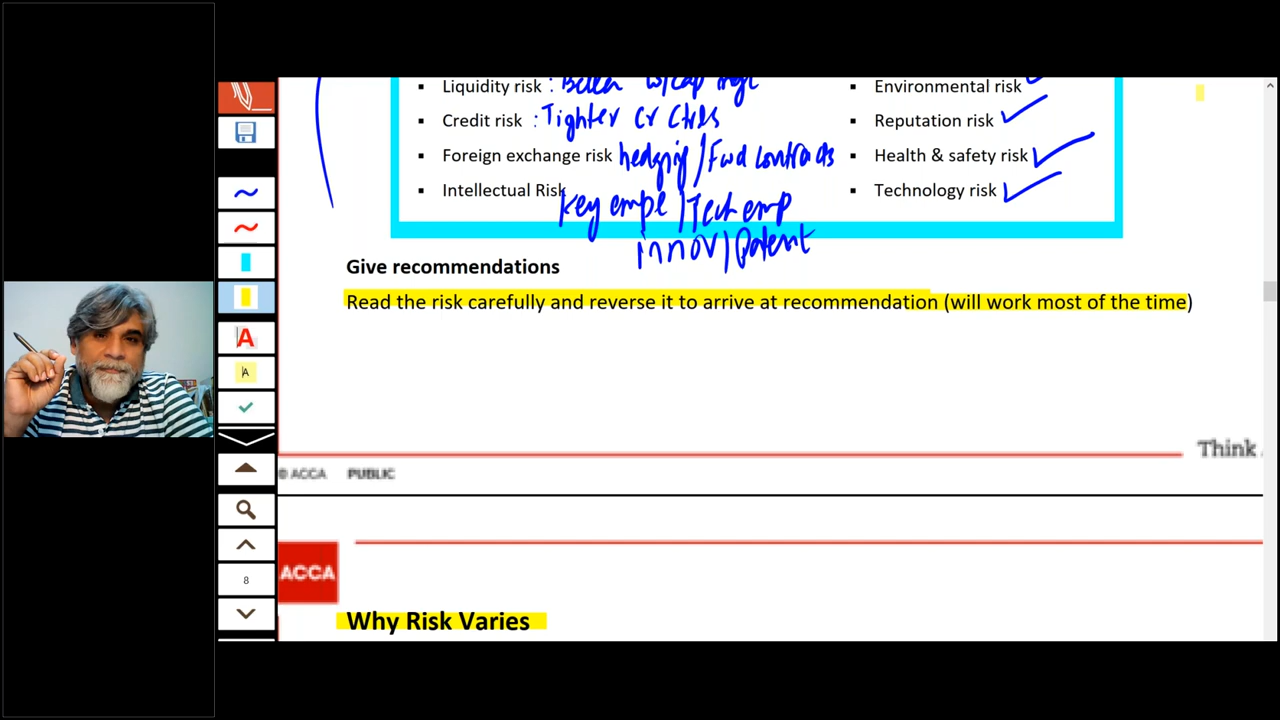 ▪ Liquidity risk : Better w/cap mgt
▪ Environmental risk
▪ Credit risk : Tighter Cr Ctrls
▪ Reputation risk
▪ Foreign exchange risk hedging / Fwd contracts
▪ Health & safety risk
▪ Intellectual Risk
▪ Technology risk
Key emp / Tech emp
innov / Patent
Give recommendations
Read the risk carefully and reverse it to arrive at recommendation (will work most of the time)
Think
© ACCA PUBLIC
ACCA
Why Risk Varies
A
A
8